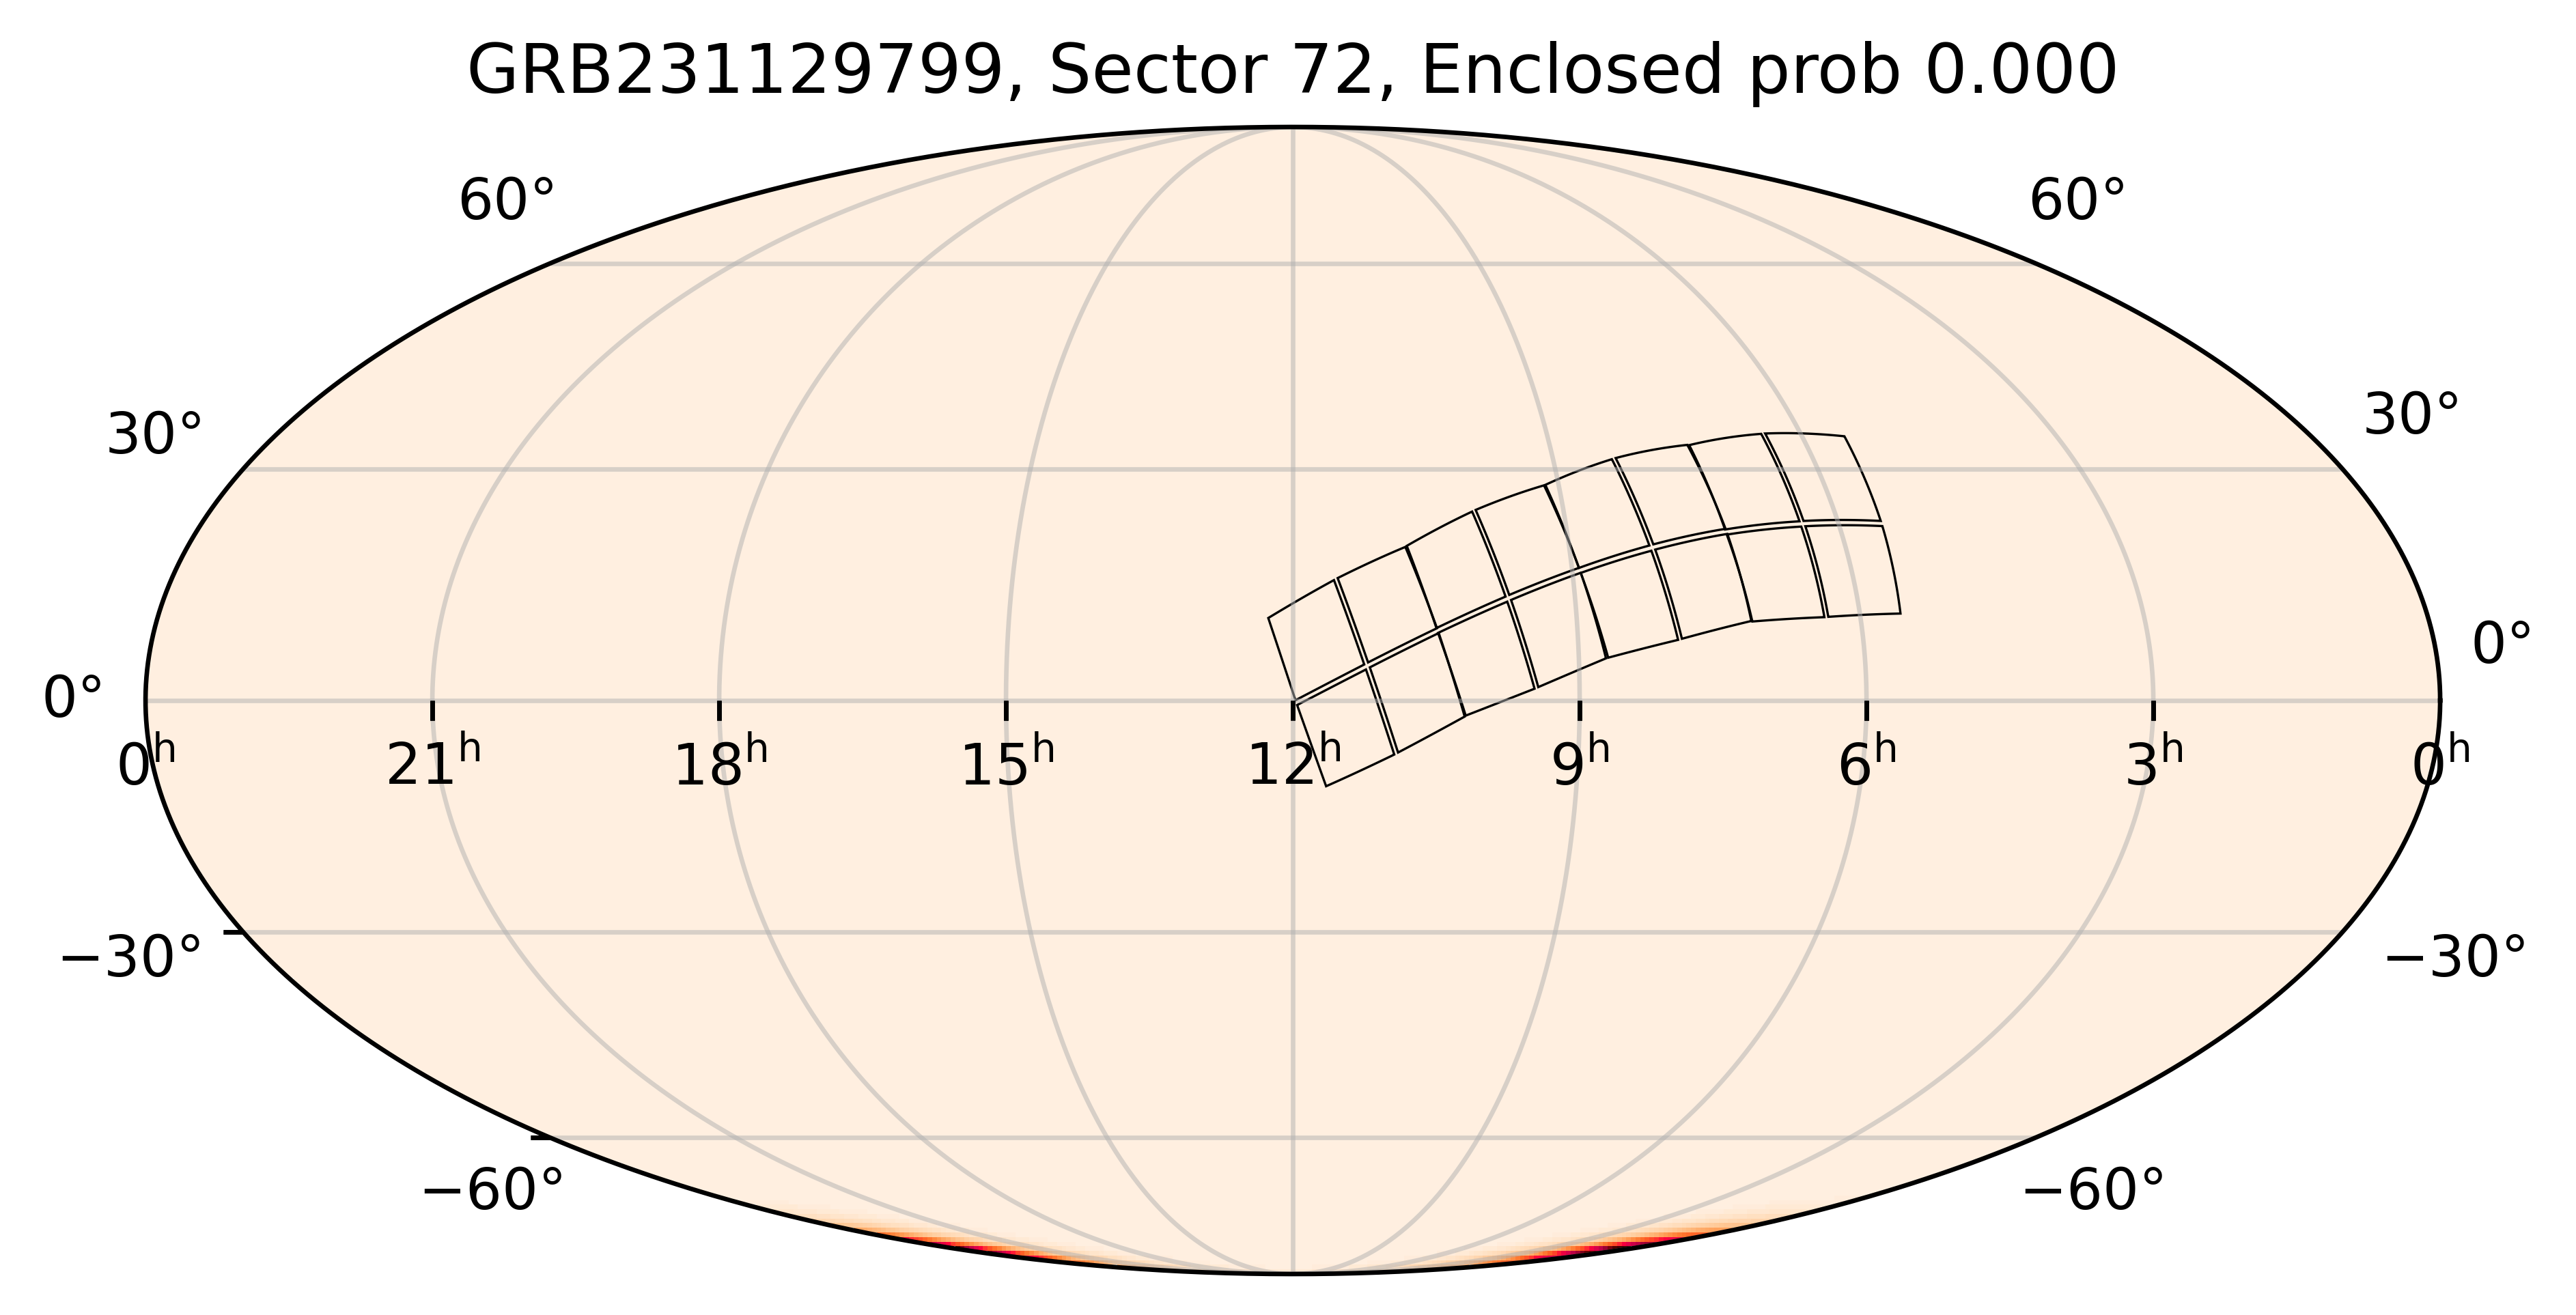 GRB231129799, Sector 72, Enclosed prob 0.000
60° 60°
30° 30°
0° 0°
0ʰ 21ʰ 18ʰ 15ʰ 12ʰ 9ʰ 6ʰ 3ʰ 0ʰ
−30° −30°
−60° −60°